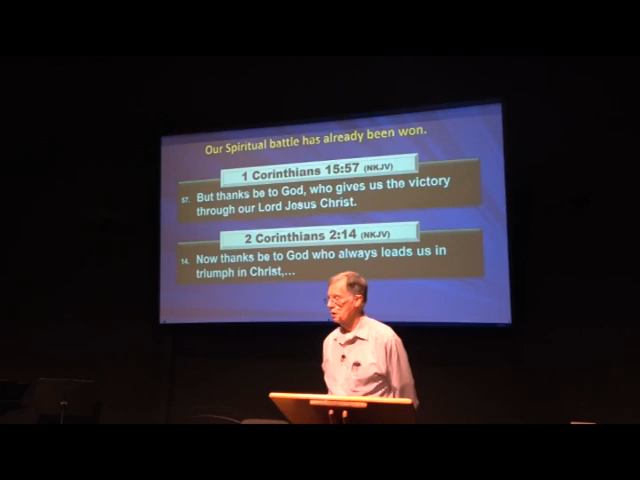 Our Spiritual battle has already been won.
1 Corinthians 15:57 (NKJV)
57. But thanks be to God, who gives us the victory
through our Lord Jesus Christ.
2 Corinthians 2:14 (NKJV)
14. Now thanks be to God who always leads us in
triumph in Christ,…